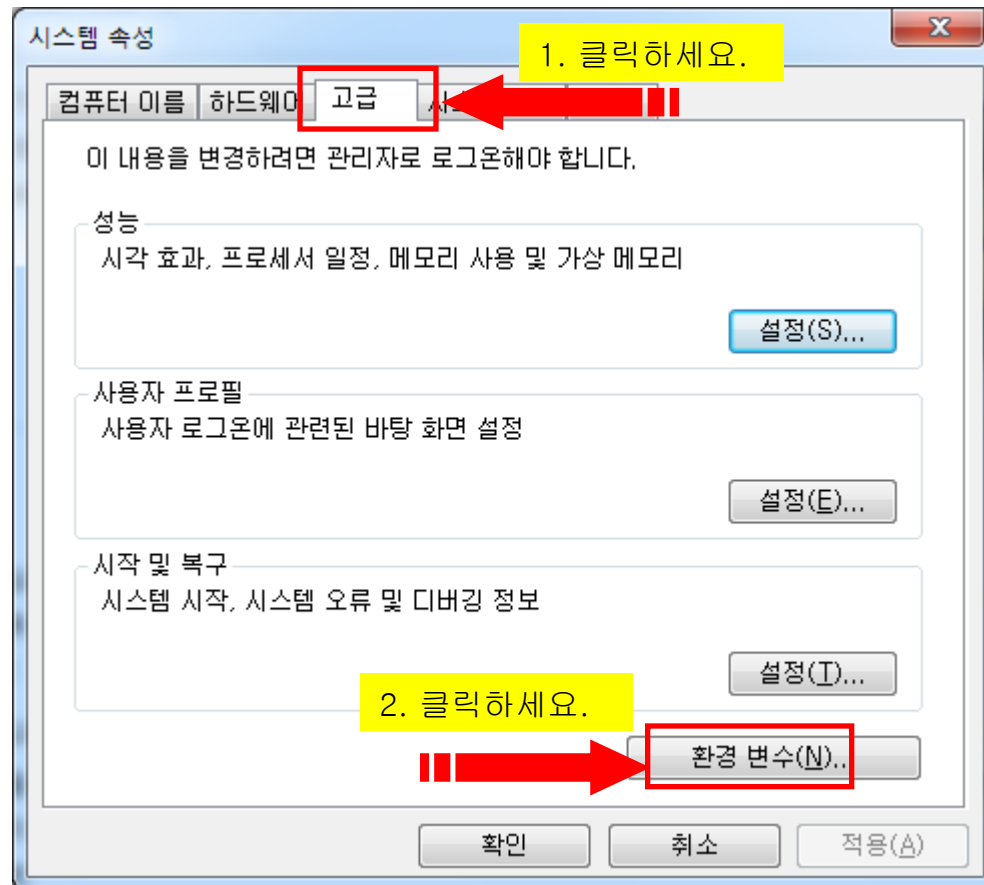 시스템 속성
1. 클릭하세요.
컴퓨터 이름 하드웨어 고급
이 내용을 변경하려면 관리자로 로그온해야 합니다.
성능
시각 효과, 프로세서 일정, 메모리 사용 및 가상 메모리
설정(S)...
사용자 프로필
사용자 로그온에 관련된 바탕 화면 설정
설정(E)...
시작 및 복구
시스템 시작, 시스템 오류 및 디버깅 정보
설정(T)...
2. 클릭하세요.
환경 변수(N)..
확인 취소 적용(A)